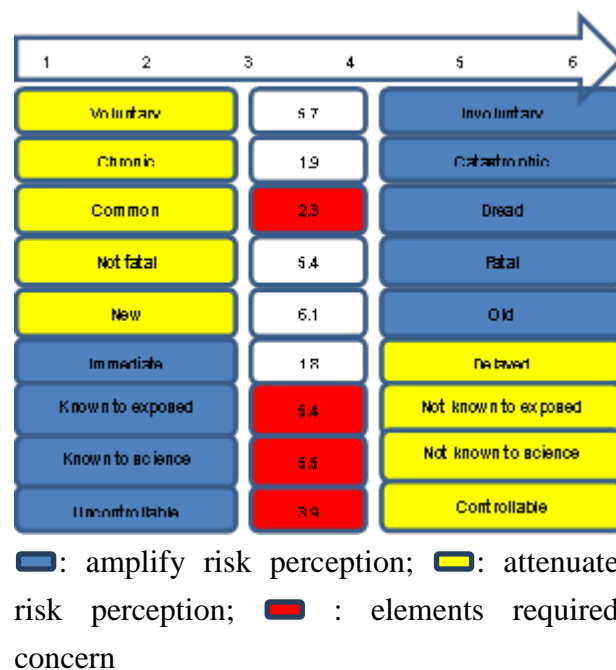 1 2 3 4 5 6
Voluntary 5.7 Involuntary
Chronic 1.9 Catastrophic
Common 2.3 Dread
Not fatal 5.4 Fatal
New 6.1 Old
Immediate 1.8 Delayed
Known to exposed 5.4 Not known to exposed
Known to science 5.5 Not known to science
Uncontrollable 3.9 Controllable
: amplify risk perception; : attenuate
risk perception; : elements required
concern